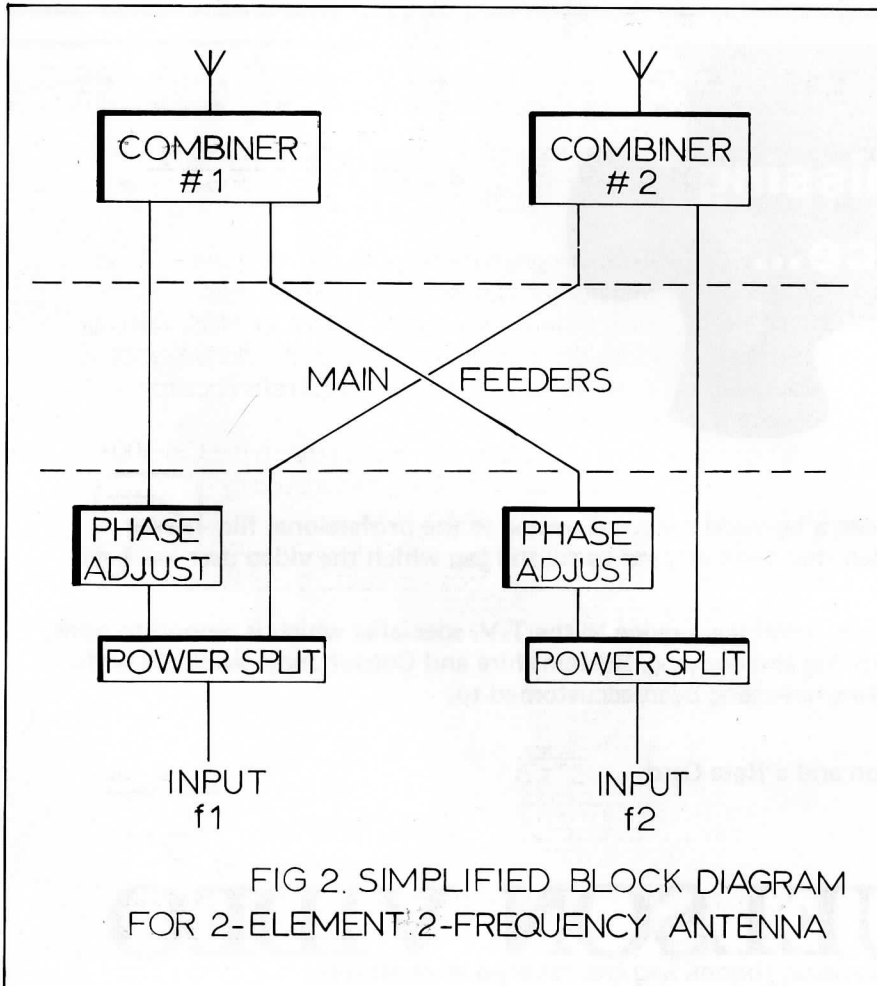 COMBINER
#1
COMBINER
#2
MAIN FEEDERS
PHASE
ADJUST
PHASE
ADJUST
POWER SPLIT
POWER SPLIT
INPUT
f1
INPUT
f2
FIG 2. SIMPLIFIED BLOCK DIAGRAM
FOR 2-ELEMENT 2-FREQUENCY ANTENNA